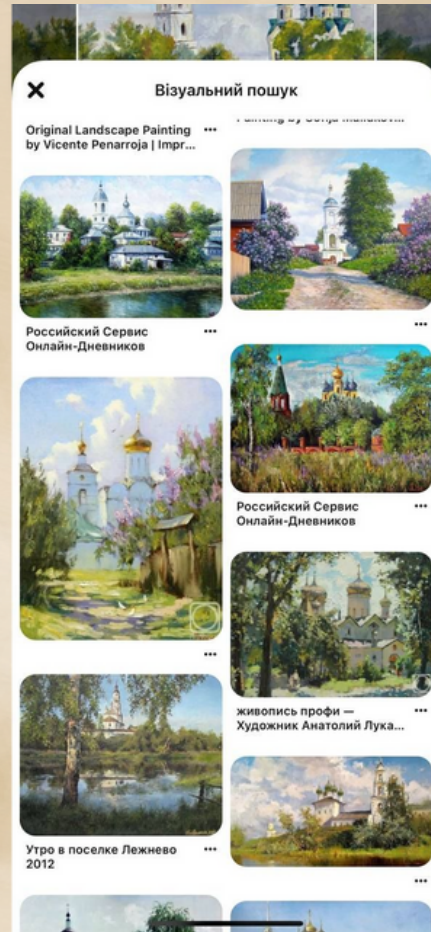 Візуальний пошук
Original Landscape Painting
by Vicente Penarroja | Impr...
Российский Сервис
Онлайн-Дневников
Российский Сервис
Онлайн-Дневников
живопись профи —
Художник Анатолий Лука...
Утро в поселке Лежнево
2012